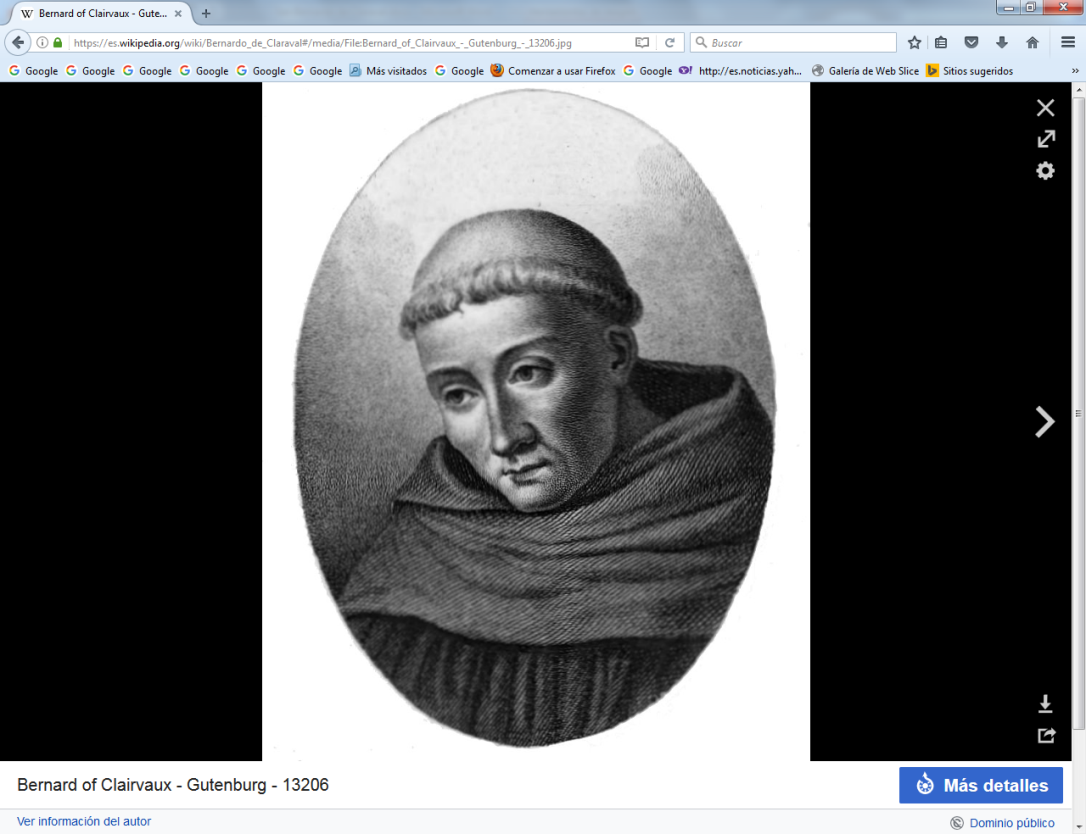 W Bernard of Clairvaux - Gute... × +
https://es.wikipedia.org/wiki/Bernardo_de_Claraval#/media/File:Bernard_of_Clairvaux_-_Gutenburg_-_13206.jpg
Buscar
G Google G Google G Google G Google G Google G Google Más visitados G Google Comenzar a usar Firefox G Google Y! http://es.noticias.yah... Galería de Web Slice b Sitios sugeridos »
Bernard of Clairvaux - Gutenburg - 13206
Más detalles
Ver información del autor
Dominio público